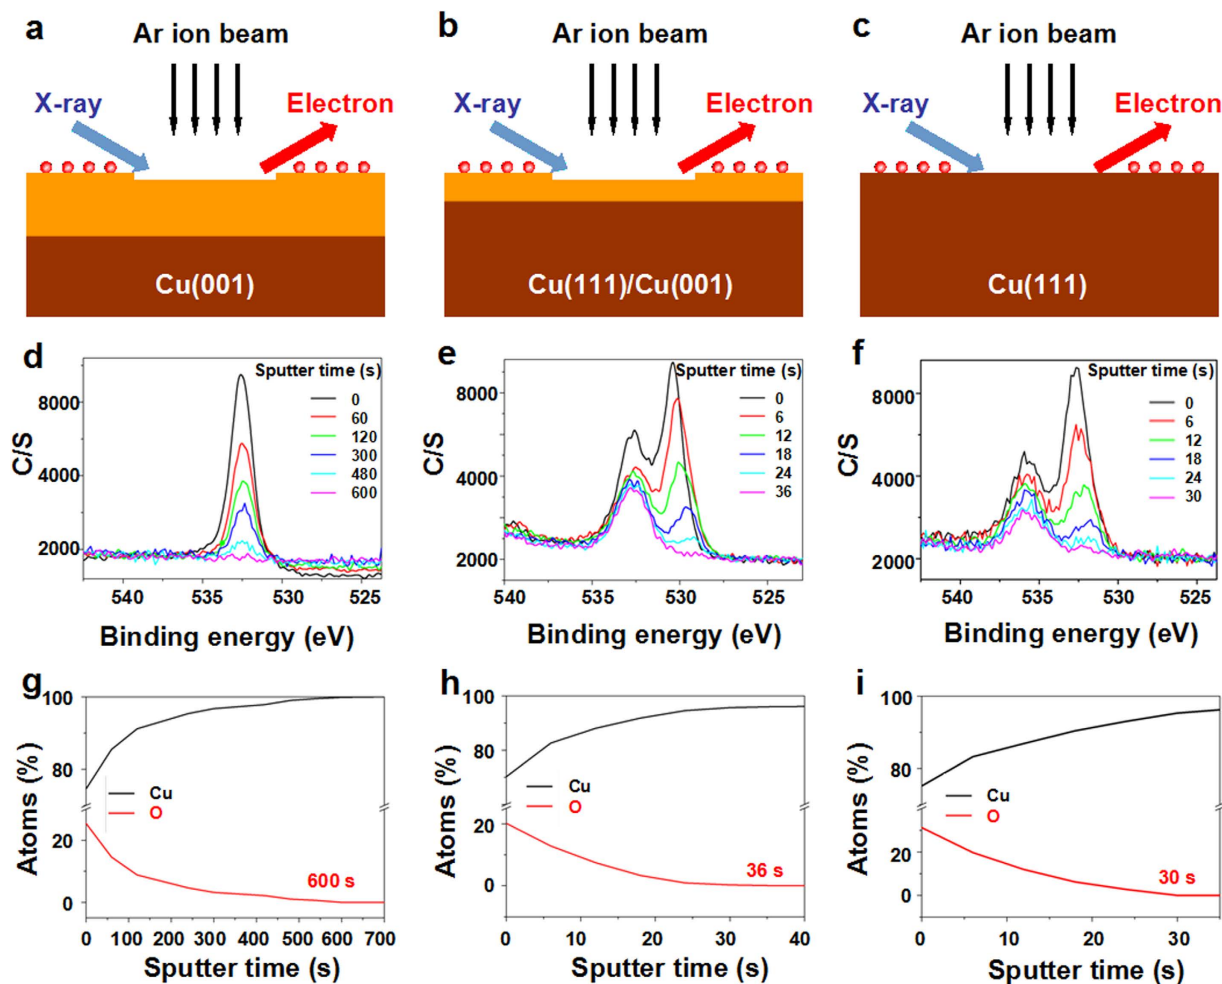 a
Ar ion beam
X-ray
Electron
Cu(001)
b
Ar ion beam
X-ray
Electron
Cu(111)/Cu(001)
c
Ar ion beam
X-ray
Electron
Cu(111)
d
Sputter time (s)
0
60
120
300
480
600
8000
4000
2000
C/S
540 535 530 525
Binding energy (eV)
e
Sputter time (s)
0
6
12
18
24
36
8000
4000
2000
C/S
540 535 530 525
Binding energy (eV)
f
Sputter time (s)
0
6
12
18
24
30
8000
4000
2000
C/S
540 535 530 525
Binding energy (eV)
g
100
80
20
0
Atoms (%)
Cu
O
600 s
0 100 200 300 400 500 600 700
Sputter time (s)
h
100
80
20
0
Atoms (%)
Cu
O
36 s
0 10 20 30 40
Sputter time (s)
i
100
80
20
0
Atoms (%)
Cu
O
30 s
0 10 20 30
Sputter time (s)